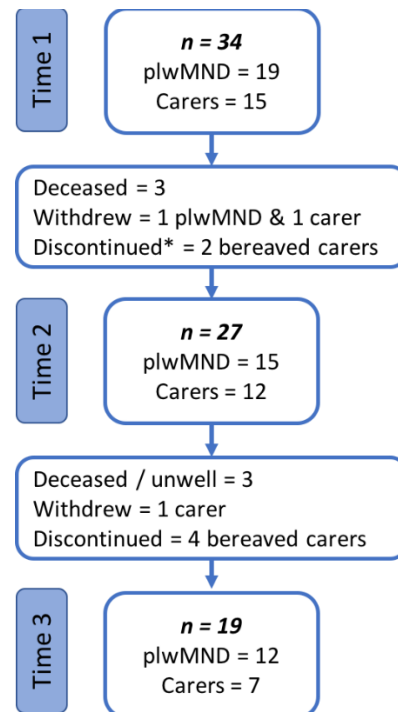 Time 1
n = 34
plwMND = 19
Carers = 15
Deceased = 3
Withdrew = 1 plwMND & 1 carer
Discontinued* = 2 bereaved carers
Time 2
n = 27
plwMND = 15
Carers = 12
Deceased / unwell = 3
Withdrew = 1 carer
Discontinued = 4 bereaved carers
Time 3
n = 19
plwMND = 12
Carers = 7